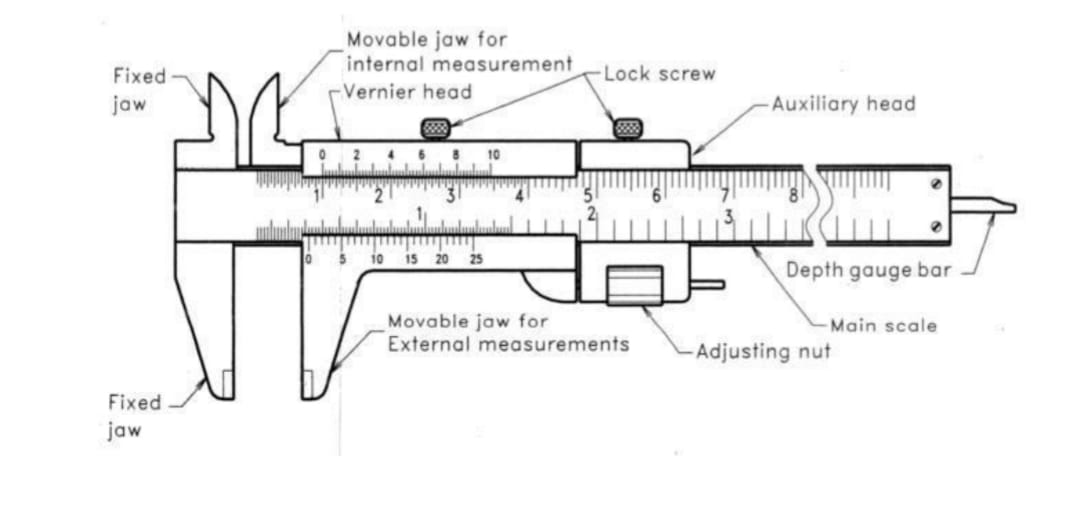 Movable jaw for
internal measurement
Fixed
jaw
Lock screw
Vernier head
Auxiliary head
0 2 4 6 8 10
1 2 3 4 5 6 7 8
1 2 3
0 5 10 15 20 25
Depth gauge bar
Movable jaw for
External measurements
Main scale
Adjusting nut
Fixed
jaw